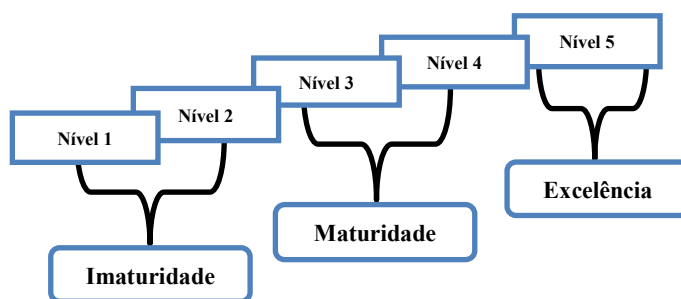 Nível 1
Nível 2
Nível 3
Nível 4
Nível 5
Imaturidade
Maturidade
Excelência